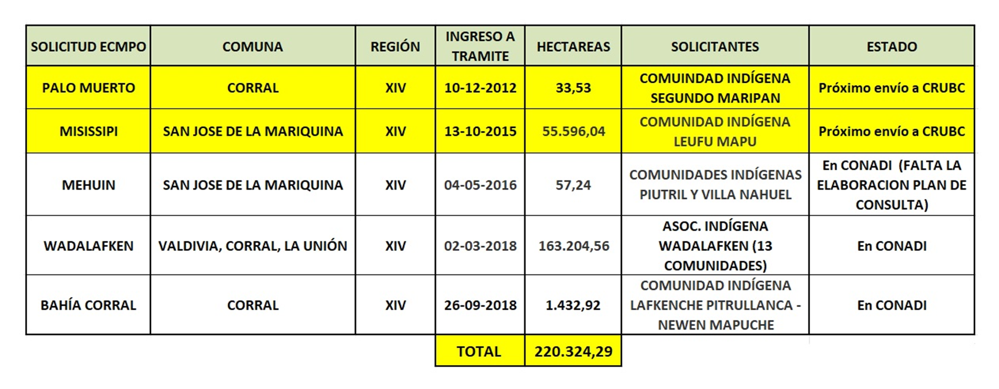 SOLICITUD ECMPO COMUNA REGIÓN INGRESO A TRAMITE HECTAREAS SOLICITANTES ESTADO
PALO MUERTO CORRAL XIV 10-12-2012 33,53 COMUINDAD INDÍGENA SEGUNDO MARIPAN Próximo envío a CRUBC
MISISSIPI SAN JOSE DE LA MARIQUINA XIV 13-10-2015 55.596,04 COMUNIDAD INDÍGENA LEUFU MAPU Próximo envío a CRUBC
MEHUIN SAN JOSE DE LA MARIQUINA XIV 04-05-2016 57,24 COMUNIDADES INDÍGENAS PIUTRIL Y VILLA NAHUEL En CONADI (FALTA LA ELABORACION PLAN DE CONSULTA)
WADALAFKEN VALDIVIA, CORRAL, LA UNIÓN XIV 02-03-2018 163.204,56 ASOC. INDÍGENA WADALAFKEN (13 COMUNIDADES) En CONADI
BAHÍA CORRAL CORRAL XIV 26-09-2018 1.432,92 COMUNIDAD INDÍGENA LAFKENCHE PITRULLANCA - NEWEN MAPUCHE En CONADI
TOTAL 220.324,29